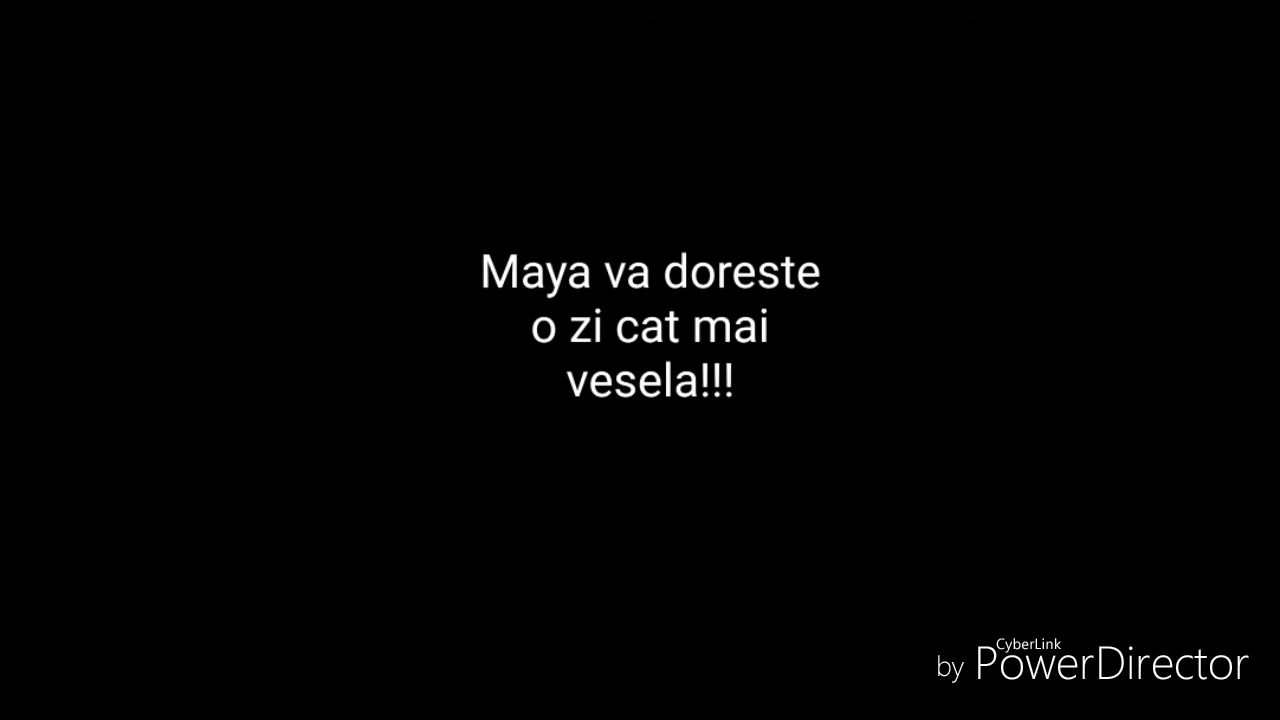 Maya va doreste
o zi cat mai
vesela!!!
CyberLink
by PowerDirector